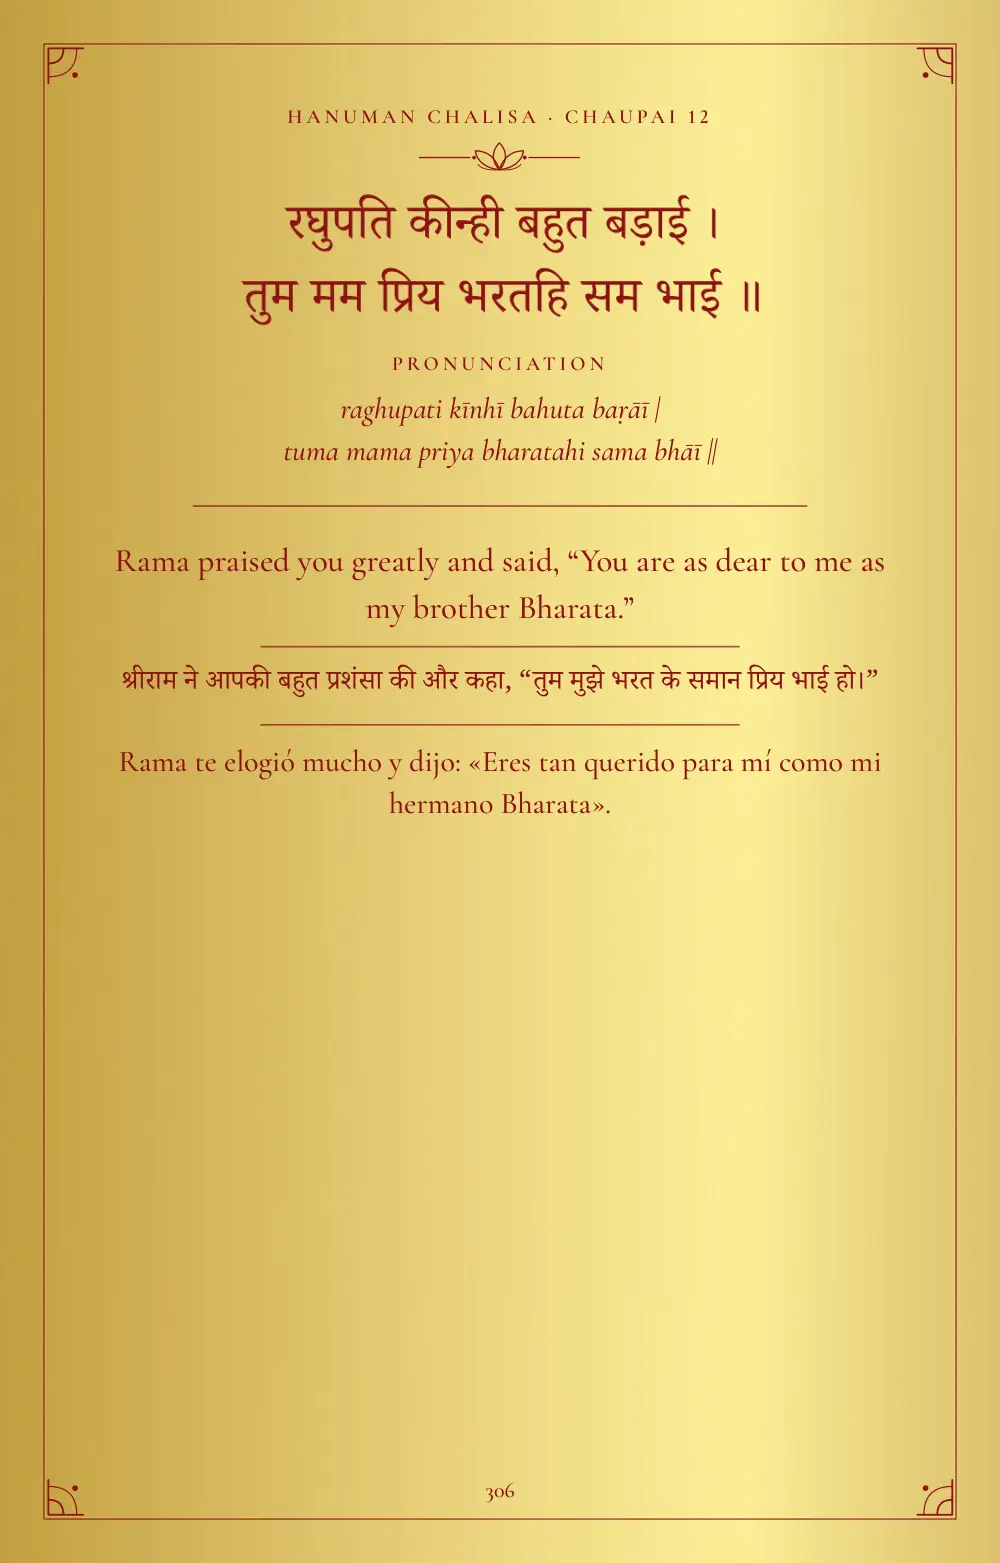 HANUMAN CHALISA · CHAUPAI 12
रघुपति कीन्ही बहुत बड़ाई ।
तुम मम प्रिय भरतहि सम भाई ॥
PRONUNCIATION
raghupati kīnhī bahuta baṛāī |
tuma mama priya bharatahi sama bhāī ||
Rama praised you greatly and said, “You are as dear to me as
my brother Bharata.”
श्रीराम ने आपकी बहुत प्रशंसा की और कहा, “तुम मुझे भरत के समान प्रिय भाई हो।”
Rama te elogió mucho y dijo: «Eres tan querido para mí como mi
hermano Bharata».
306